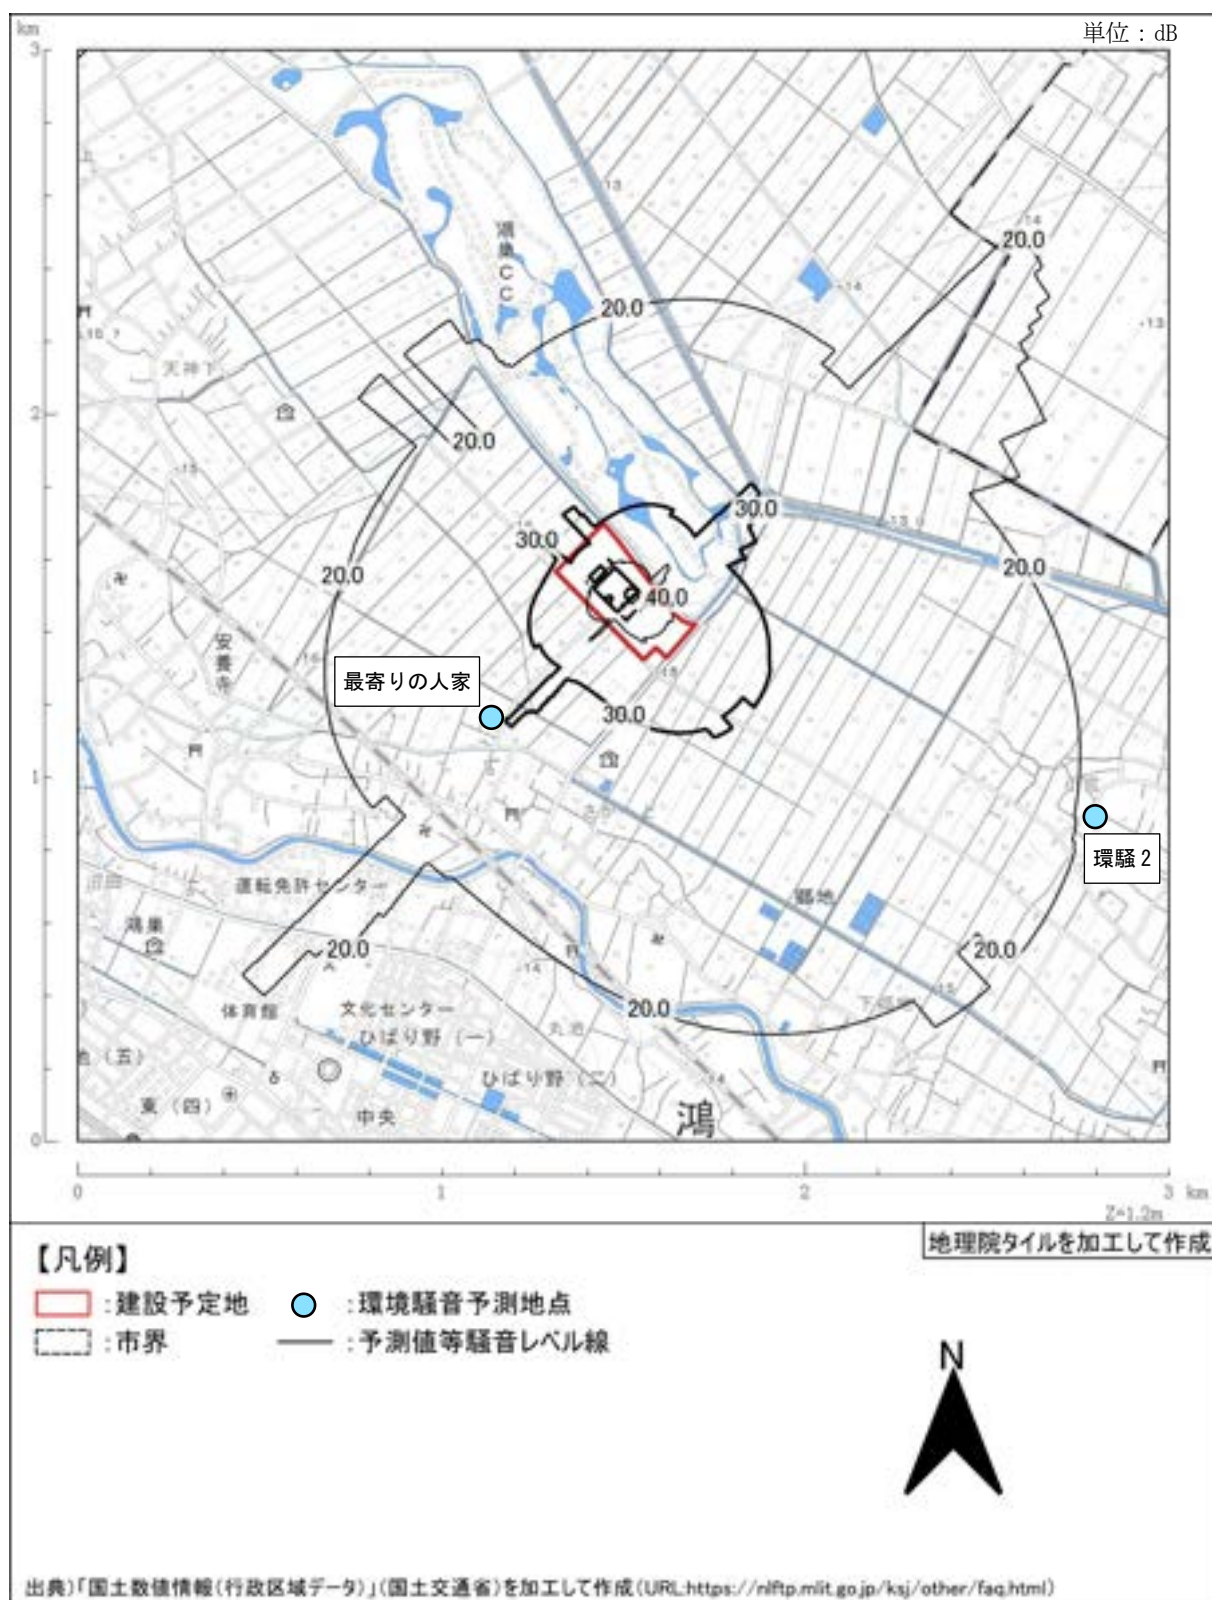 単位：dB
km
3
2
1
0
0
1
2
3 km
Z=1.2m
鴻巣CC
天神下
安養寺
20.0
20.0
20.0
20.0
20.0
20.0
20.0
20.0
30.0
30.0
30.0
40.0
最寄りの人家
環騒2
運転免許センター
鴻巣
体育館
文化センター
ひばり野（一）
ひばり野（二）
丸池
東（四）
中央
鴻
地理院タイルを加工して作成
【凡例】
：建設予定地
：環境騒音予測地点
：市界
：予測値等騒音レベル線
N
出典）「国土数値情報（行政区域データ）」（国土交通省）を加工して作成（URL:https://nlftp.mlit.go.jp/ksj/other/faq.html）